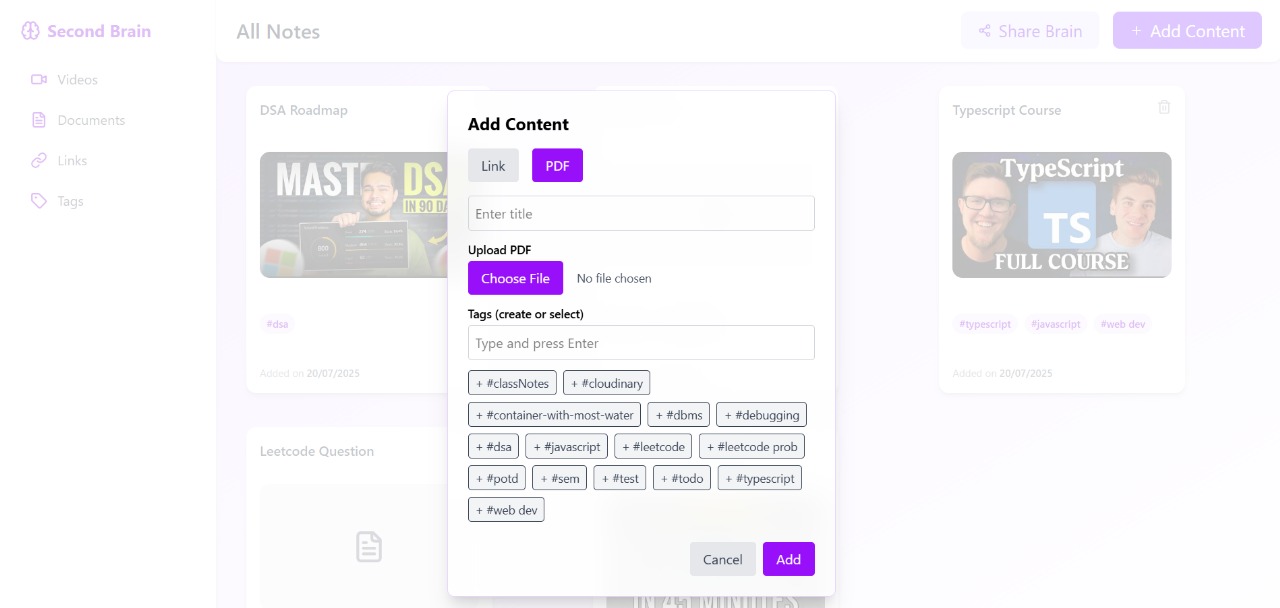 Second Brain
All Notes
Share Brain
+ Add Content
Videos
Documents
Links
Tags
DSA Roadmap
MAST
DS
IN 90 DA
#dsa
Added on 20/07/2025
Leetcode Question
Add Content
Link
PDF
Enter title
Upload PDF
Choose File
No file chosen
Tags (create or select)
Type and press Enter
+ #classNotes + #cloudinary
+ #container-with-most-water + #dbms + #debugging
+ #dsa + #javascript + #leetcode + #leetcode prob
+ #potd + #sem + #test + #todo + #typescript
+ #web dev
Cancel
Add
IN 45 MINUTES
Typescript Course
TypeScript
TS
FULL COURSE
#typescript #javascript #web dev
Added on 20/07/2025